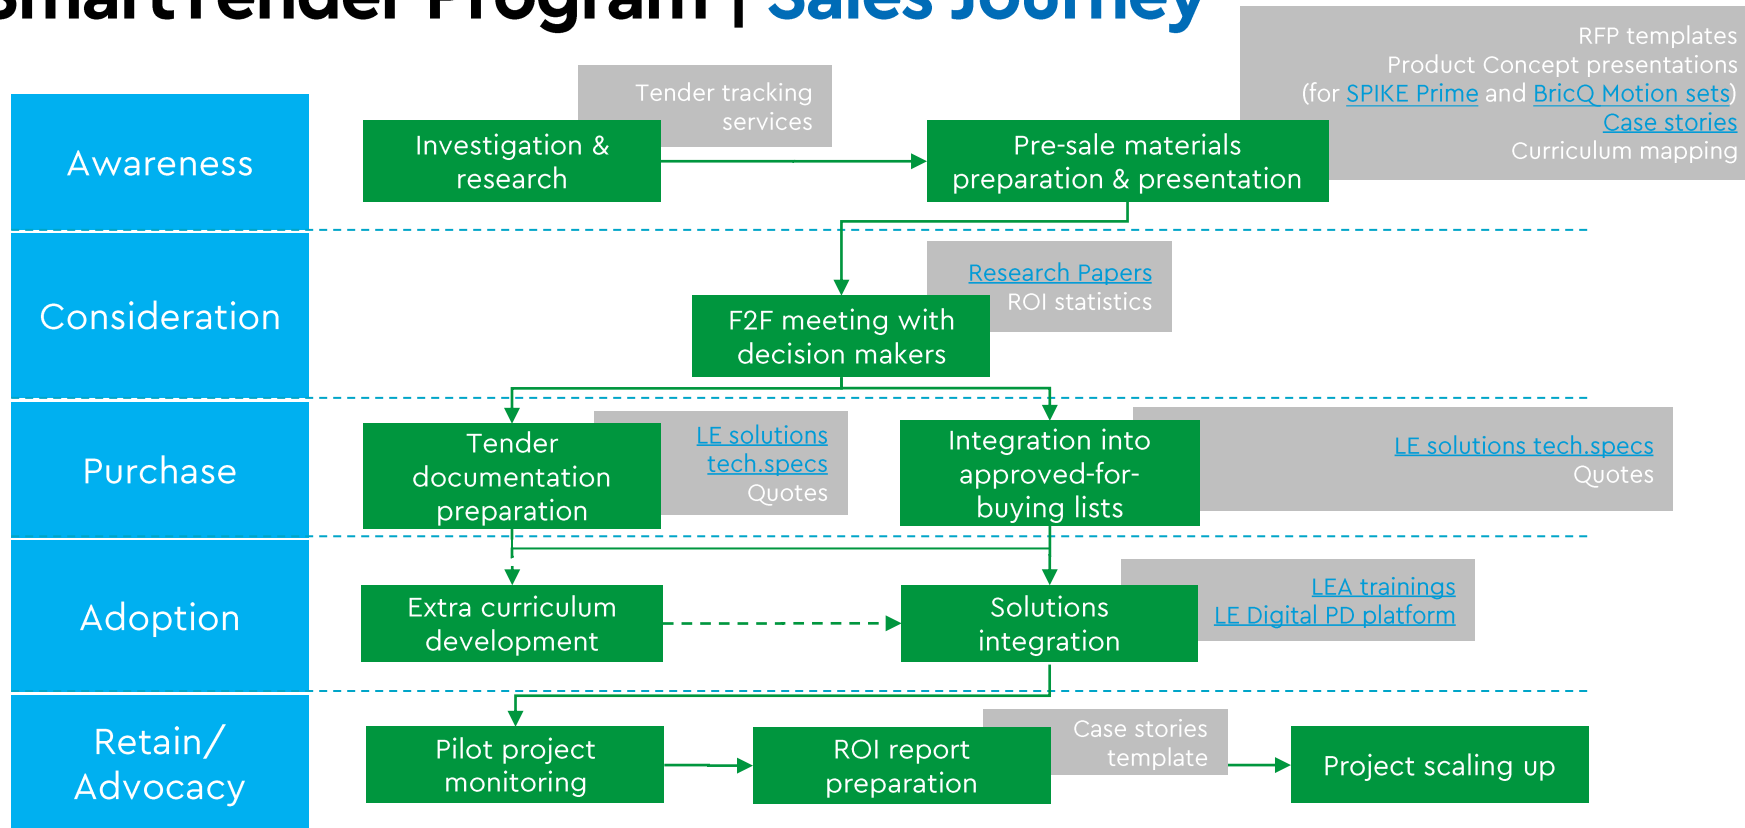 SmartTender Program | Sales Journey
RFP templates
Product Concept presentations
(for SPIKE Prime and BricQ Motion sets)
Case stories
Curriculum mapping
Tender tracking
services
Awareness
Investigation &
research
Pre-sale materials
preparation & presentation
Consideration
Research Papers
ROI statistics
F2F meeting with
decision makers
Purchase
Tender
documentation
preparation
LE solutions
tech.specs
Quotes
Integration into
approved-for-
buying lists
LE solutions tech.specs
Quotes
Adoption
Extra curriculum
development
Solutions
integration
LEA trainings
LE Digital PD platform
Retain/
Advocacy
Pilot project
monitoring
ROI report
preparation
Case stories
template
Project scaling up